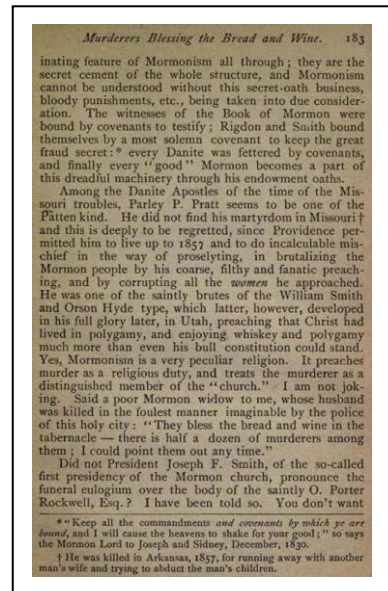 Murderers Blessing the Bread and Wine. 183
inating feature of Mormonism all through; they are the
secret cement of the whole structure, and Mormonism
cannot be understood without this secret-oath business,
bloody punishments, etc., being taken into due consider-
ation. The witnesses of the Book of Mormon were
bound by covenants to testify; Rigdon and Smith bound
themselves by a most solemn covenant to keep the great
fraud secret:* every Danite was fettered by covenants,
and finally every "good" Mormon becomes a part of
this dreadful machinery through his endowment oaths.
Among the Danite Apostles of the time of the Mis-
souri troubles, Parley P. Pratt seems to be one of the
Patten kind. He did not find his martyrdom in Missouri†
and this is deeply to be regretted, since Providence per-
mitted him to live up to 1857 and to do incalculable mis-
chief in the way of proselyting, in brutalizing the
Mormon people by his coarse, filthy and fanatic preach-
ing, and by corrupting all the women he approached.
He was one of the saintly brutes of the William Smith
and Orson Hyde type, which latter, however, developed
in his full glory later, in Utah, preaching that Christ had
lived in polygamy, and enjoying whiskey and polygamy
much more than even his bull constitution could stand.
Yes, Mormonism is a very peculiar religion. It preaches
murder as a religious duty, and treats the murderer as a
distinguished member of the "church." I am not jok-
ing. Said a poor Mormon widow to me, whose husband
was killed in the foulest manner imaginable by the police
of this holy city: "They bless the bread and wine in the
tabernacle — there is half a dozen of murderers among
them; I could point them out any time."
Did not President Joseph F. Smith, of the so-called
first presidency of the Mormon church, pronounce the
funeral eulogium over the body of the saintly O. Porter
Rockwell, Esq.? I have been told so. You don't want
*"Keep all the commandments and covenants by which ye are
bound, and I will cause the heavens to shake for your good;" so says
the Mormon Lord to Joseph and Sidney, December, 1830.
† He was killed in Arkansas, 1857, for running away with another
man's wife and trying to abduct the man's children.